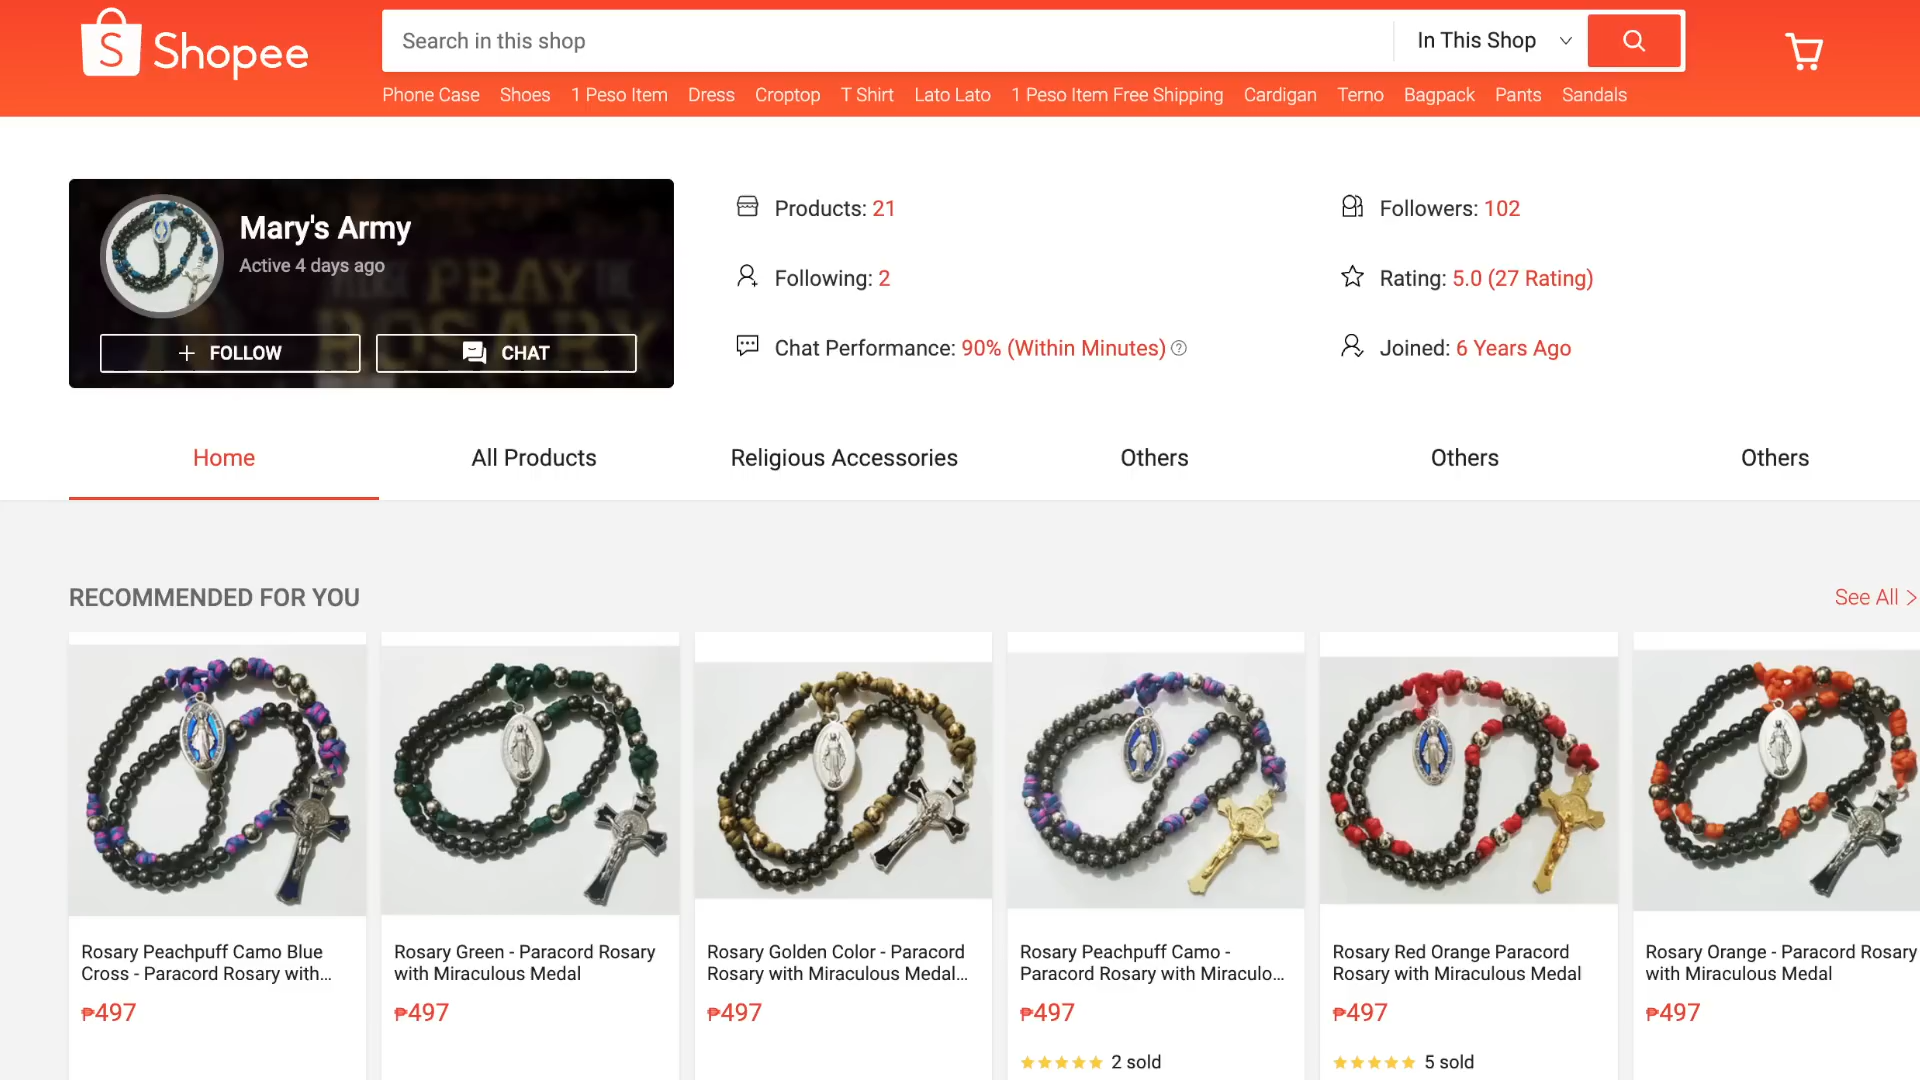 Shopee
Search in this shop
In This Shop
Phone Case Shoes 1 Peso Item Dress Croptop T Shirt Lato Lato 1 Peso Item Free Shipping Cardigan Terno Bagpack Pants Sandals
Mary's Army
Active 4 days ago
PRAY
ROSARY
+ FOLLOW
CHAT
Products: 21
Followers: 102
Following: 2
Rating: 5.0 (27 Rating)
Chat Performance: 90% (Within Minutes)
Joined: 6 Years Ago
Home All Products Religious Accessories Others Others Others
RECOMMENDED FOR YOU
See All >
Rosary Peachpuff Camo Blue
Cross - Paracord Rosary with...
₱497
Rosary Green - Paracord Rosary
with Miraculous Medal
₱497
Rosary Golden Color - Paracord
Rosary with Miraculous Medal...
₱497
Rosary Peachpuff Camo -
Paracord Rosary with Miraculo...
₱497
2 sold
Rosary Red Orange Paracord
Rosary with Miraculous Medal
₱497
5 sold
Rosary Orange - Paracord Rosary
with Miraculous Medal
₱497